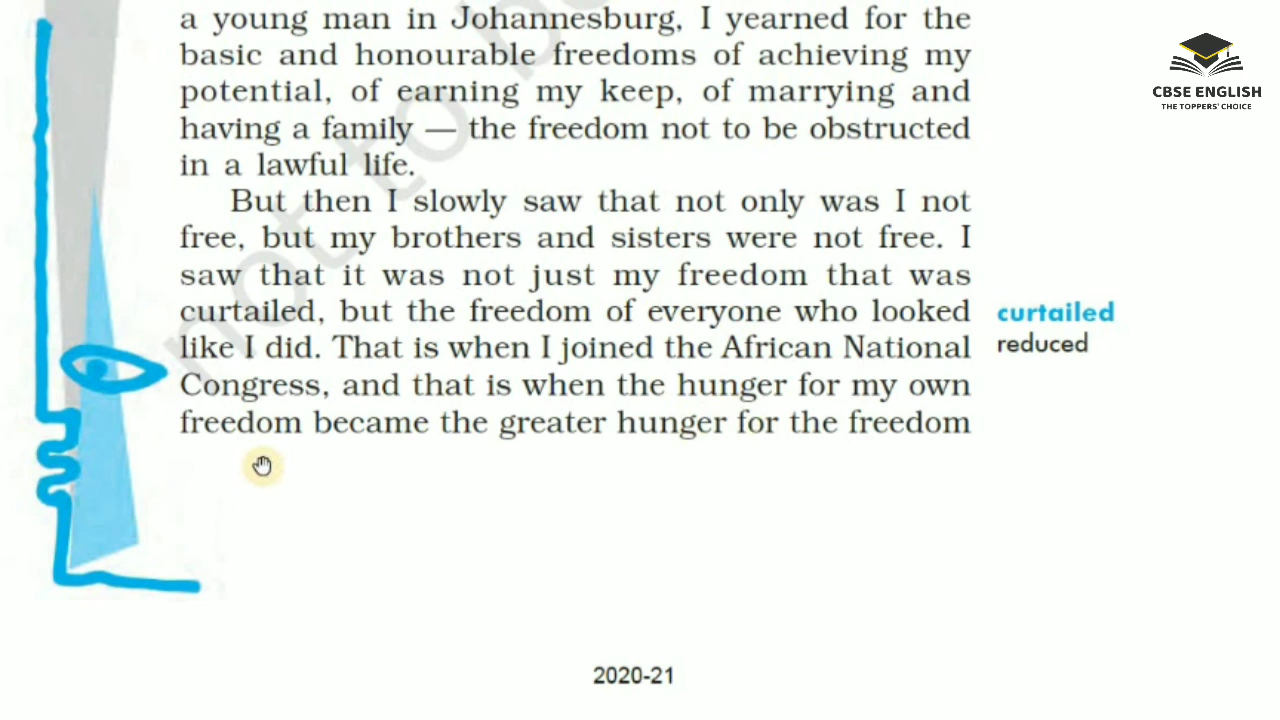 a young man in Johannesburg, I yearned for the
basic and honourable freedoms of achieving my
potential, of earning my keep, of marrying and
having a family — the freedom not to be obstructed
in a lawful life.
But then I slowly saw that not only was I not
free, but my brothers and sisters were not free. I
saw that it was not just my freedom that was
curtailed, but the freedom of everyone who looked
like I did. That is when I joined the African National
Congress, and that is when the hunger for my own
freedom became the greater hunger for the freedom
curtailed
reduced
2020-21
CBSE ENGLISH
THE TOPPERS' CHOICE
not to b